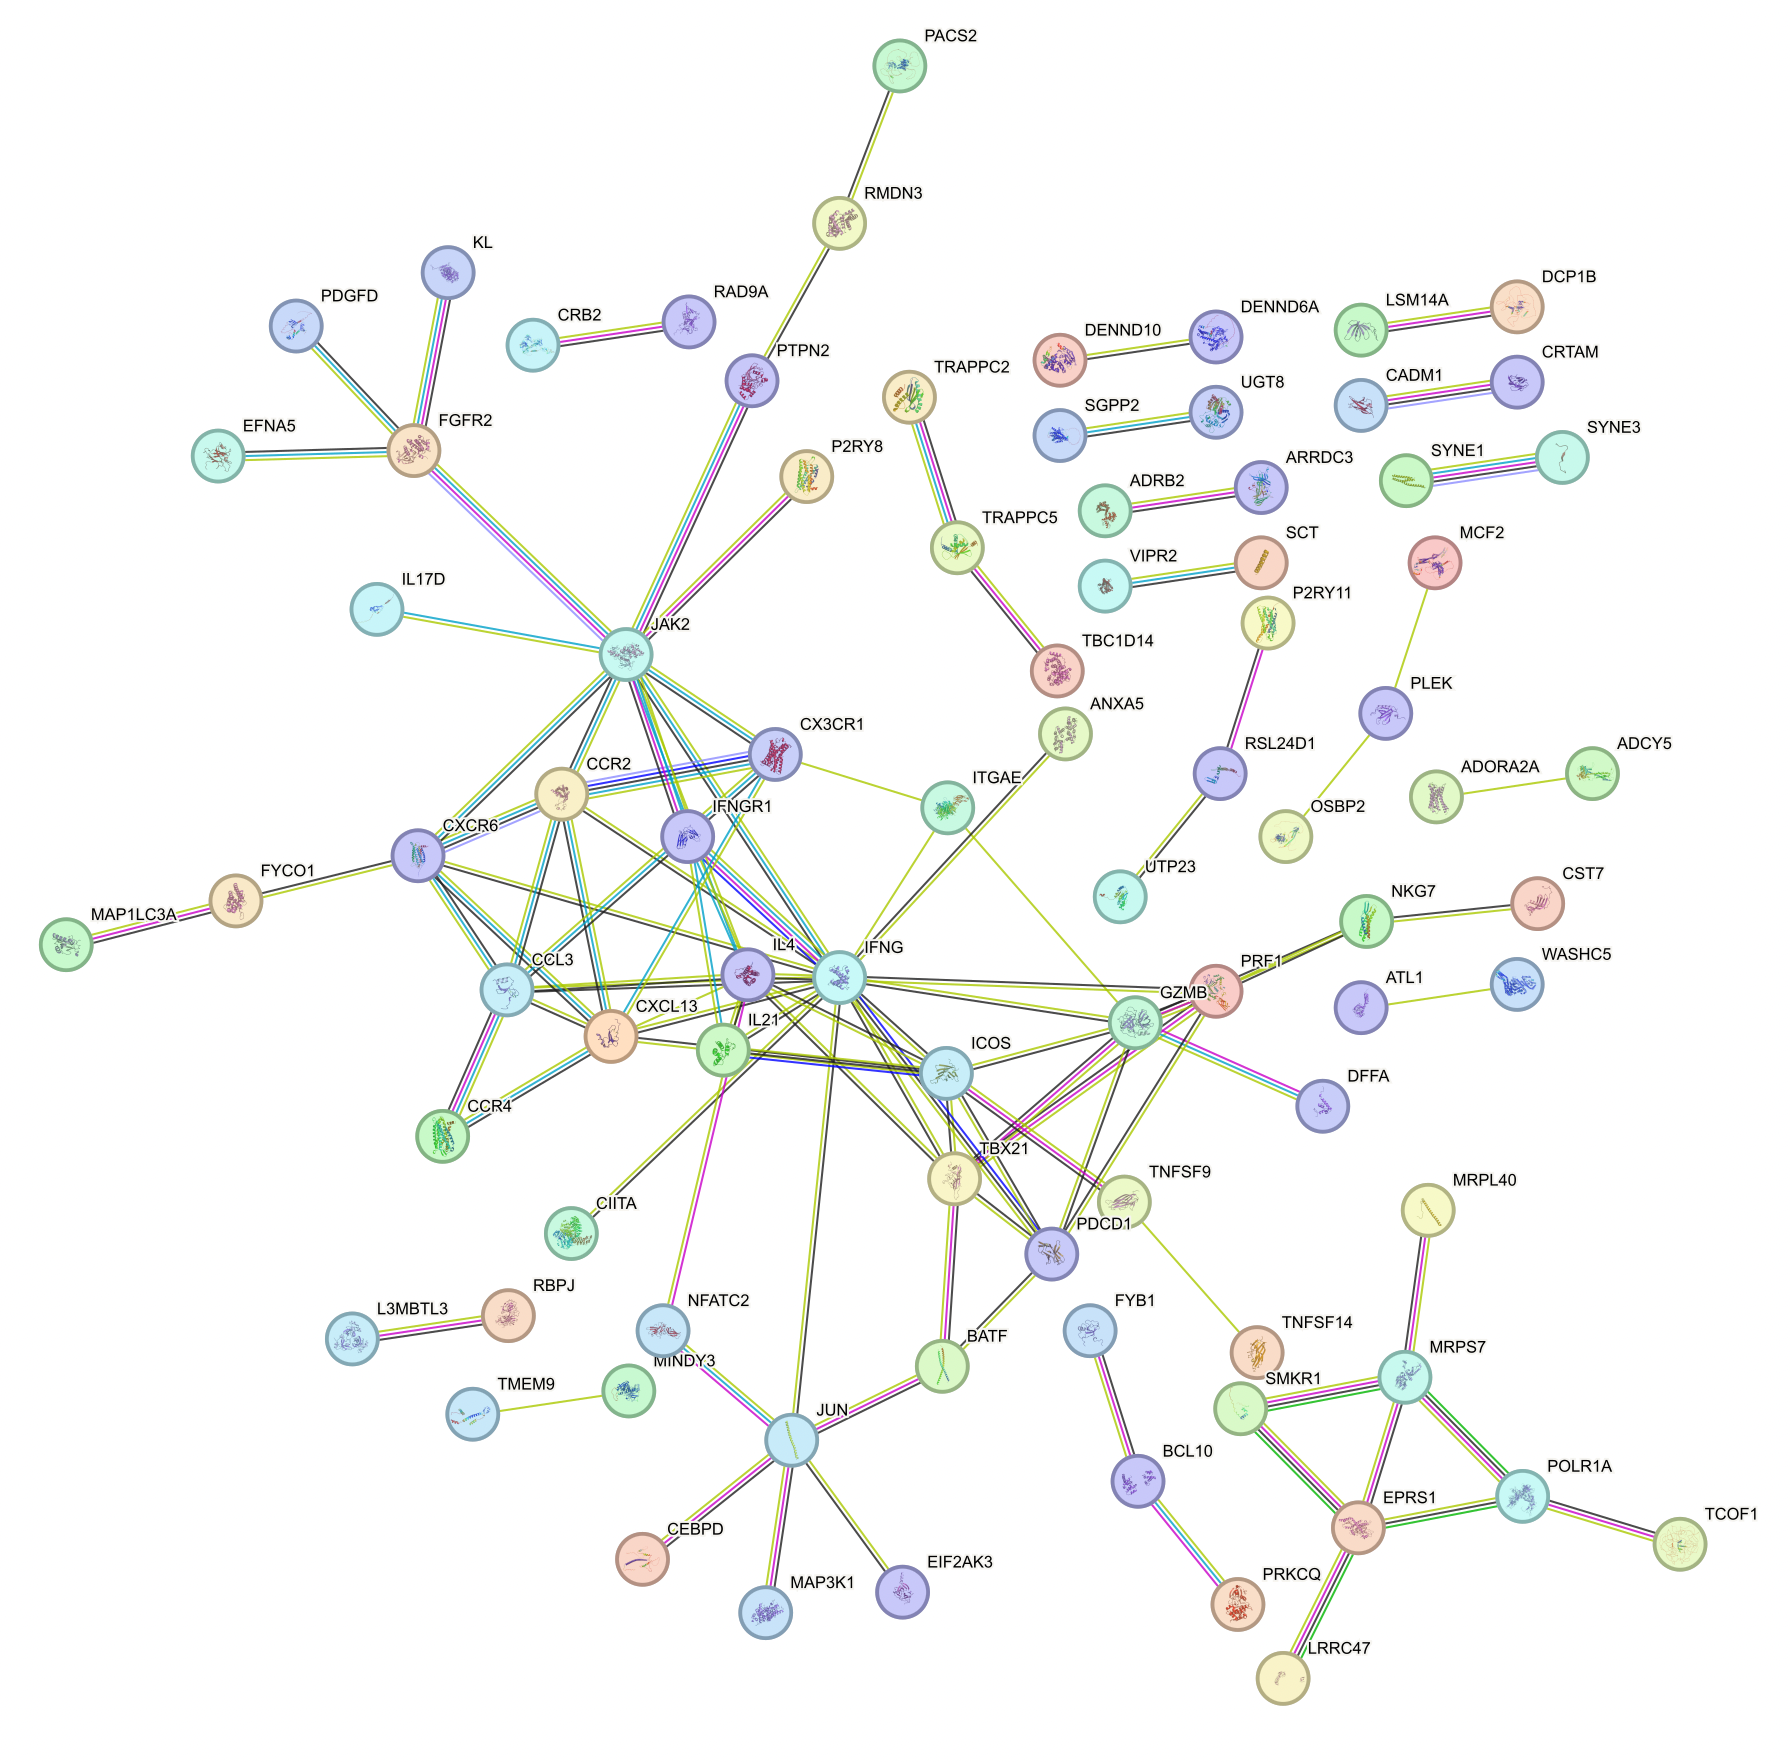 PACS2
RMDN3
KL
PDGFD
RAD9A
CRB2
DENND6A
DENND10
LSM14A
DCP1B
PTPN2
TRAPPC2
UGT8
SGPP2
CADM1
CRTAM
EFNA5
FGFR2
P2RY8
SYNE1
SYNE3
ARRDC3
ADRB2
TRAPPC5
SCT
VIPR2
MCF2
IL17D
P2RY11
JAK2
TBC1D14
PLEK
ANXA5
CX3CR1
RSL24D1
ADCY5
ADORA2A
CCR2
ITGAE
IFNGR1
OSBP2
CXCR6
UTP23
FYCO1
NKG7
CST7
MAP1LC3A
IL4
IFNG
CCL3
PRF1
WASHC5
ATL1
GZMB
CXCL13
IL21
ICOS
DFFA
CCR4
TBX21
TNFSF9
MRPL40
CIITA
PDCD1
RBPJ
L3MBTL3
NFATC2
FYB1
TNFSF14
BATF
MRPS7
MINDY3
SMKR1
TMEM9
JUN
BCL10
POLR1A
EPRS1
TCOF1
CEBPD
EIF2AK3
MAP3K1
PRKCQ
LRRC47